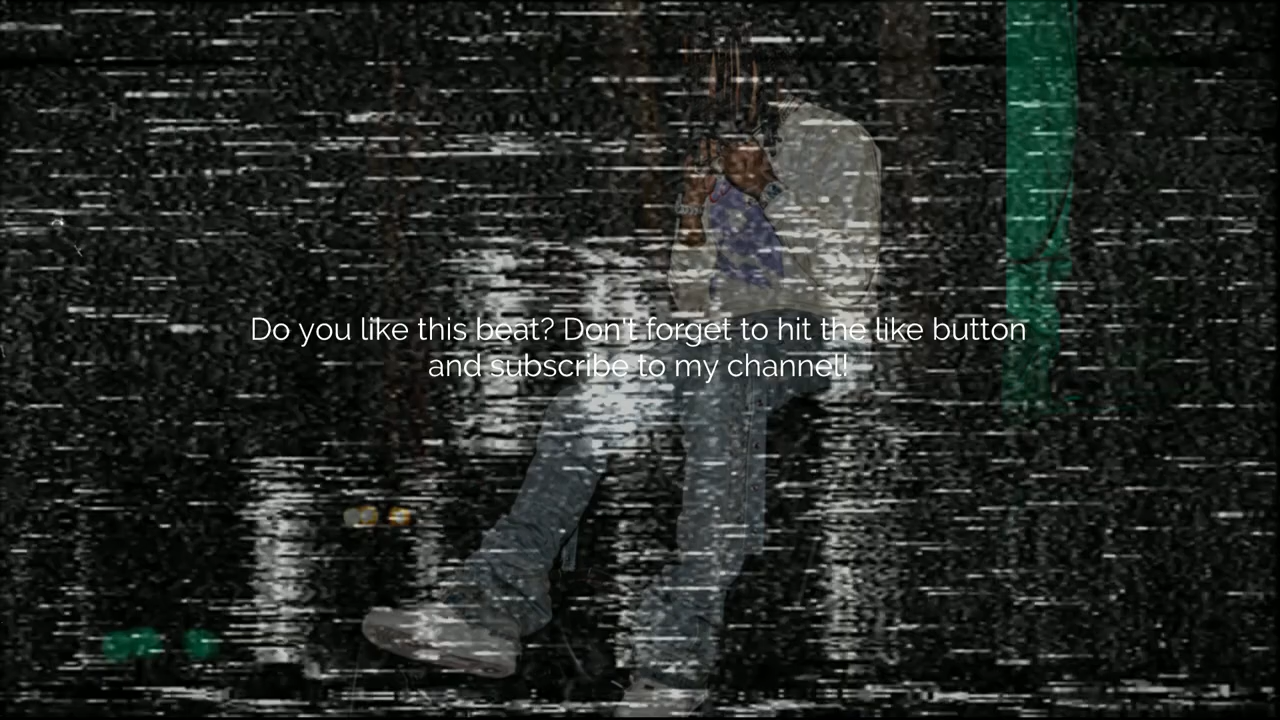 Do you like this beat? Don't forget to hit the like button
and subscribe to my channel!